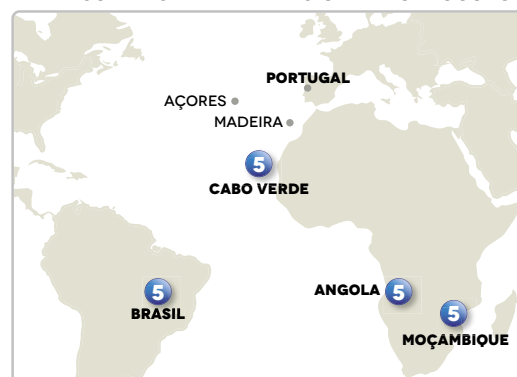 PORTUGAL
AÇORES
MADEIRA
5
CABO VERDE
5
BRASIL
ANGOLA 5
5
MOÇAMBIQUE